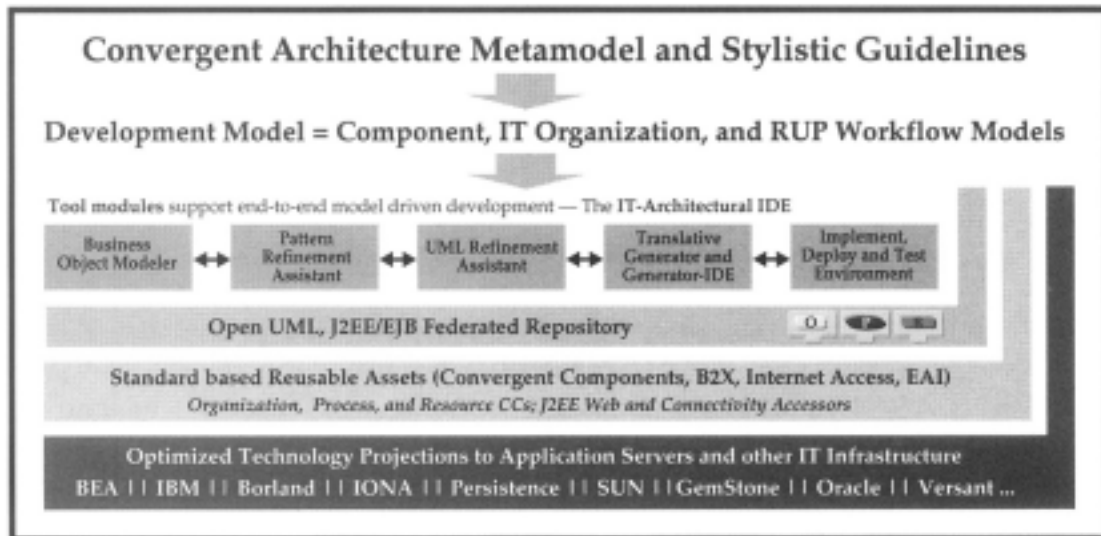 Convergent Architecture Metamodel and Stylistic Guidelines
Development Model = Component, IT Organization, and RUP Workflow Models
Tool modules support end-to-end model driven development — The IT-Architectural IDE
Business
Object Modeler
Pattern
Refinement
Assistant
UML Refinement
Assistant
Translative
Generator and
Generator-IDE
Implement,
Deploy and Test
Environment
Open UML, J2EE/EJB Federated Repository
O
P
Standard based Reusable Assets (Convergent Components, B2X, Internet Access, EAI)
Organization, Process, and Resource CCs; J2EE Web and Connectivity Accessors
Optimized Technology Projections to Application Servers and other IT Infrastructure
BEA || IBM || Borland || IONA || Persistence || SUN ||GemStone || Oracle || Versant ...